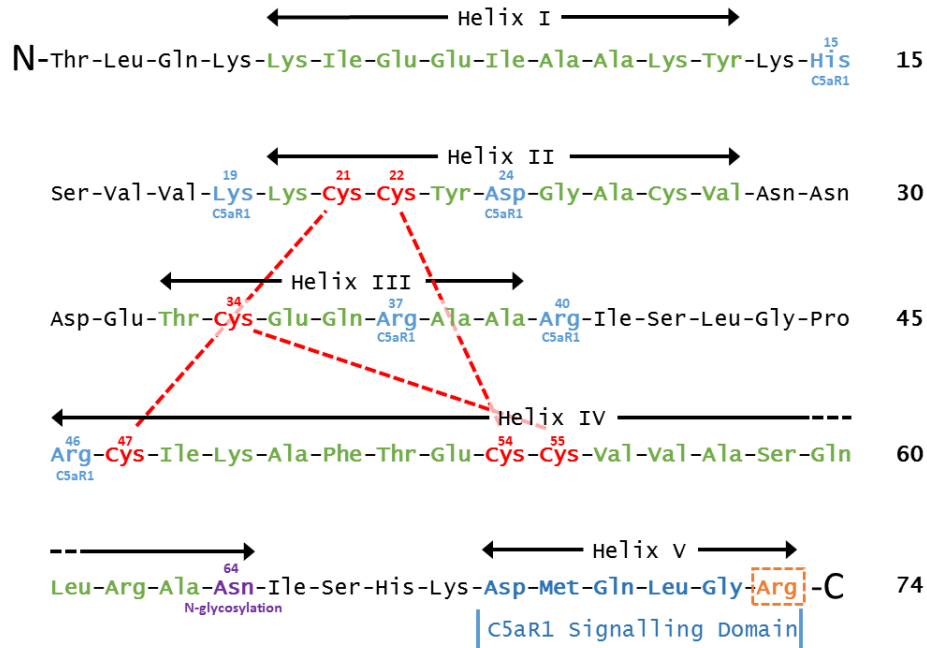 Helix I
15
N-Thr-Leu-Gln-Lys-Lys-Ile-Glu-Glu-Ile-Ala-Ala-Lys-Tyr-Lys-His 15
C5aR1
Helix II
19 21 22 24
Ser-Val-Val-Lys-Lys-Cys-Cys-Tyr-Asp-Gly-Ala-Cys-Val-Asn-Asn 30
C5aR1 C5aR1
Helix III
34 37 40
Asp-Glu-Thr-Cys-Glu-Gln-Arg-Ala-Ala-Arg-Ile-Ser-Leu-Gly-Pro 45
C5aR1 C5aR1
Helix IV
46 47 54 55
Arg-Cys-Ile-Lys-Ala-Phe-Thr-Glu-Cys-Cys-Val-Val-Ala-Ser-Gln 60
C5aR1
Helix V
64
Leu-Arg-Ala-Asn-Ile-Ser-His-Lys-Asp-Met-Gln-Leu-Gly-Arg-C 74
N-glycosylation
C5aR1 Signalling Domain